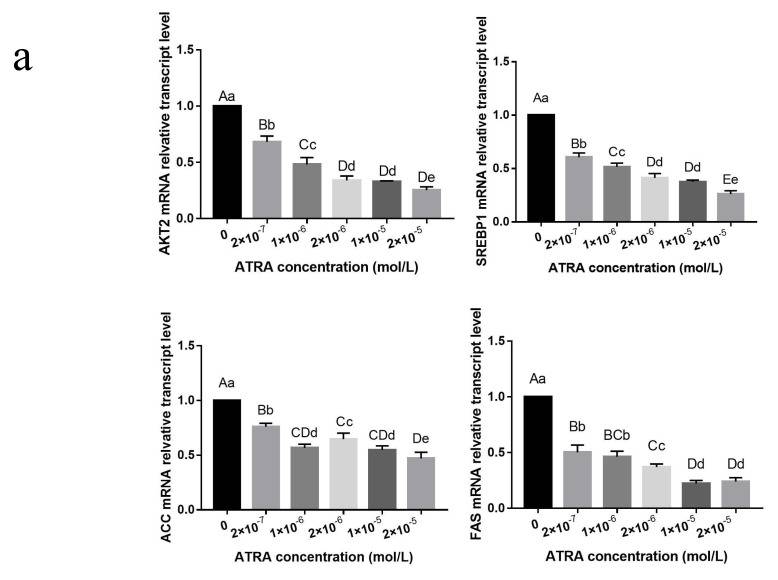 a
AKT2 mRNA relvative transcript level
1.5
1.0
0.5
0.0
Aa
Bb
Cc
Dd
Dd
De
0
2×10⁻⁷
1×10⁻⁶
2×10⁻⁶
1×10⁻⁵
2×10⁻⁵
ATRA concentration (mol/L)
SREBP1 mRNA relvative transcript level
1.5
1.0
0.5
0.0
Aa
Bb
Cc
Dd
Dd
Ee
0
2×10⁻⁷
1×10⁻⁶
2×10⁻⁶
1×10⁻⁵
2×10⁻⁵
ATRA concentration (mol/L)
ACC mRNA relvative transcript level
1.5
1.0
0.5
0.0
Aa
Bb
CDd
Cc
CDd
De
0
2×10⁻⁷
1×10⁻⁶
2×10⁻⁶
1×10⁻⁵
2×10⁻⁵
ATRA concentration (mol/L)
FAS mRNA relvative transcript level
1.5
1.0
0.5
0.0
Aa
Bb
BCb
Cc
Dd
Dd
0
2×10⁻⁷
1×10⁻⁶
2×10⁻⁶
1×10⁻⁵
2×10⁻⁵
ATRA concentration (mol/L)